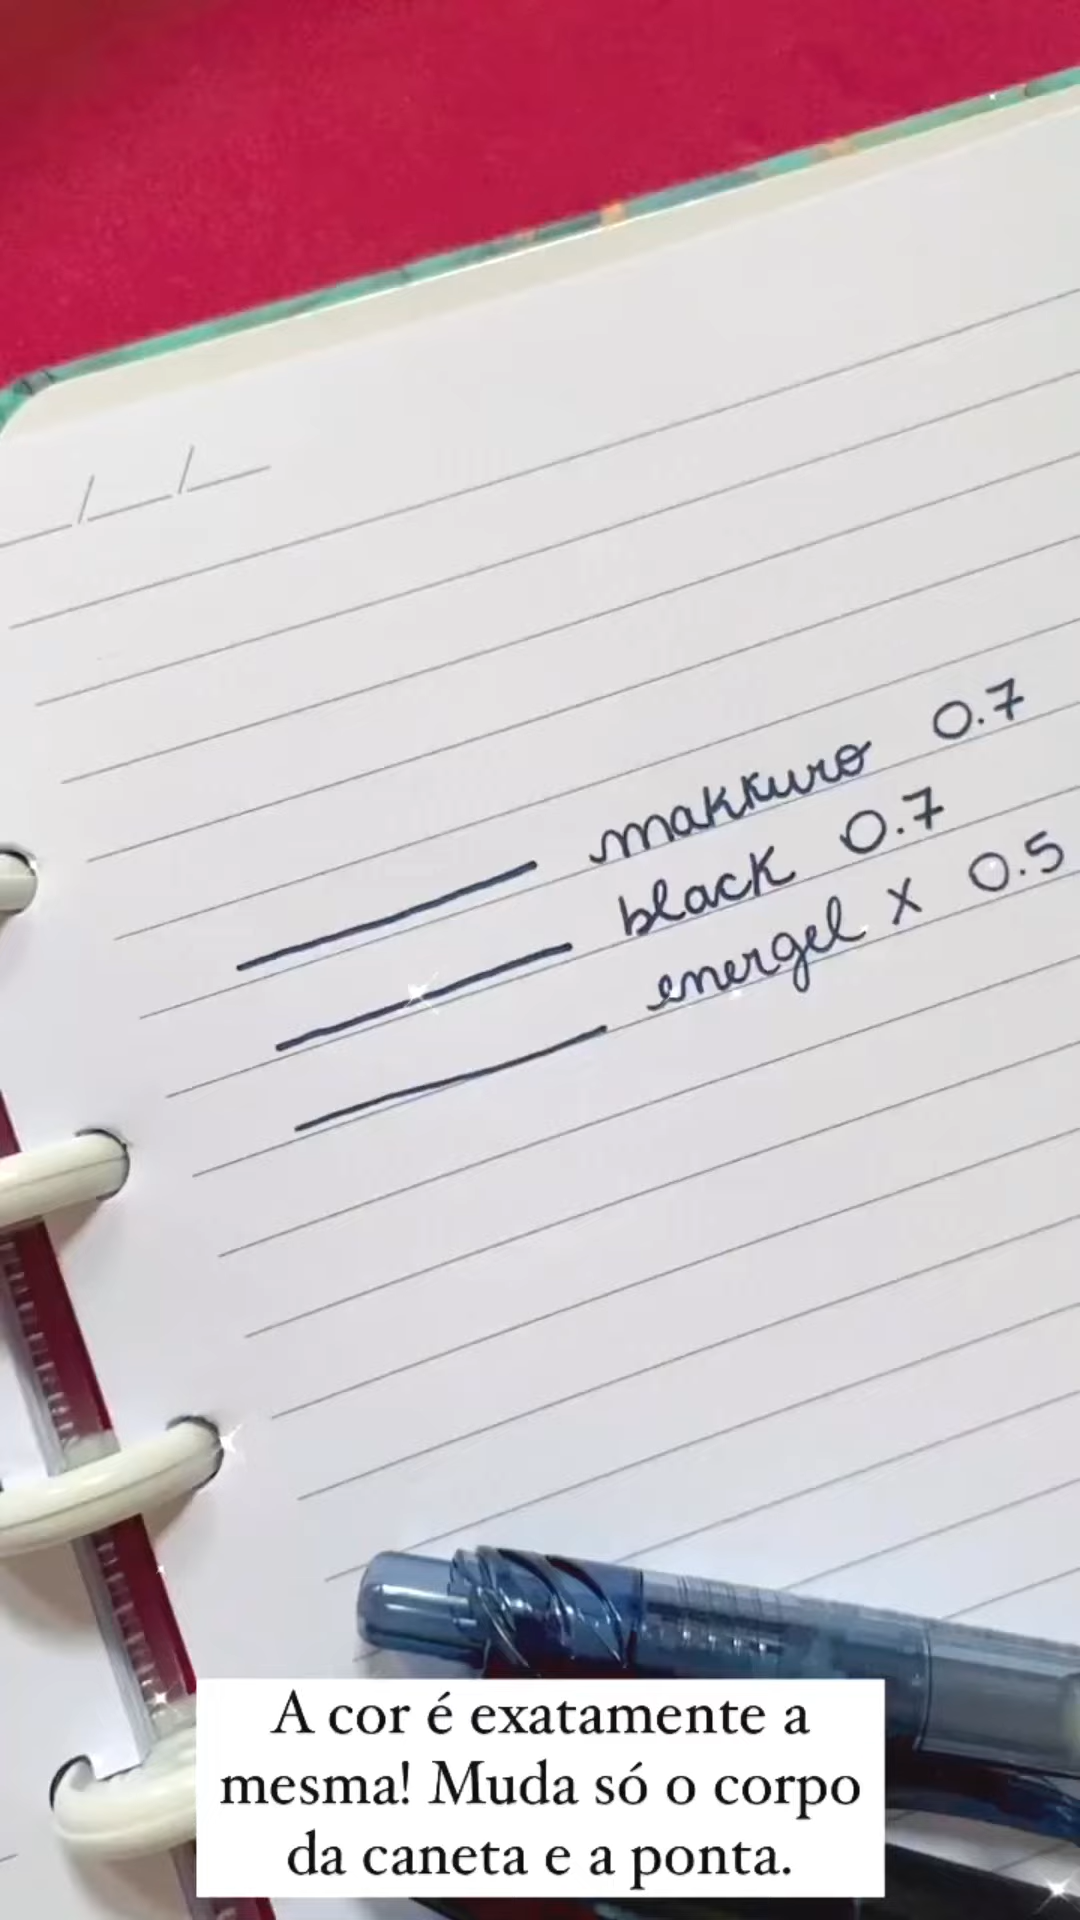 makkuro 0.7
black 0.7
energel X 0.5
A cor é exatamente a
mesma! Muda só o corpo
da caneta e a ponta.